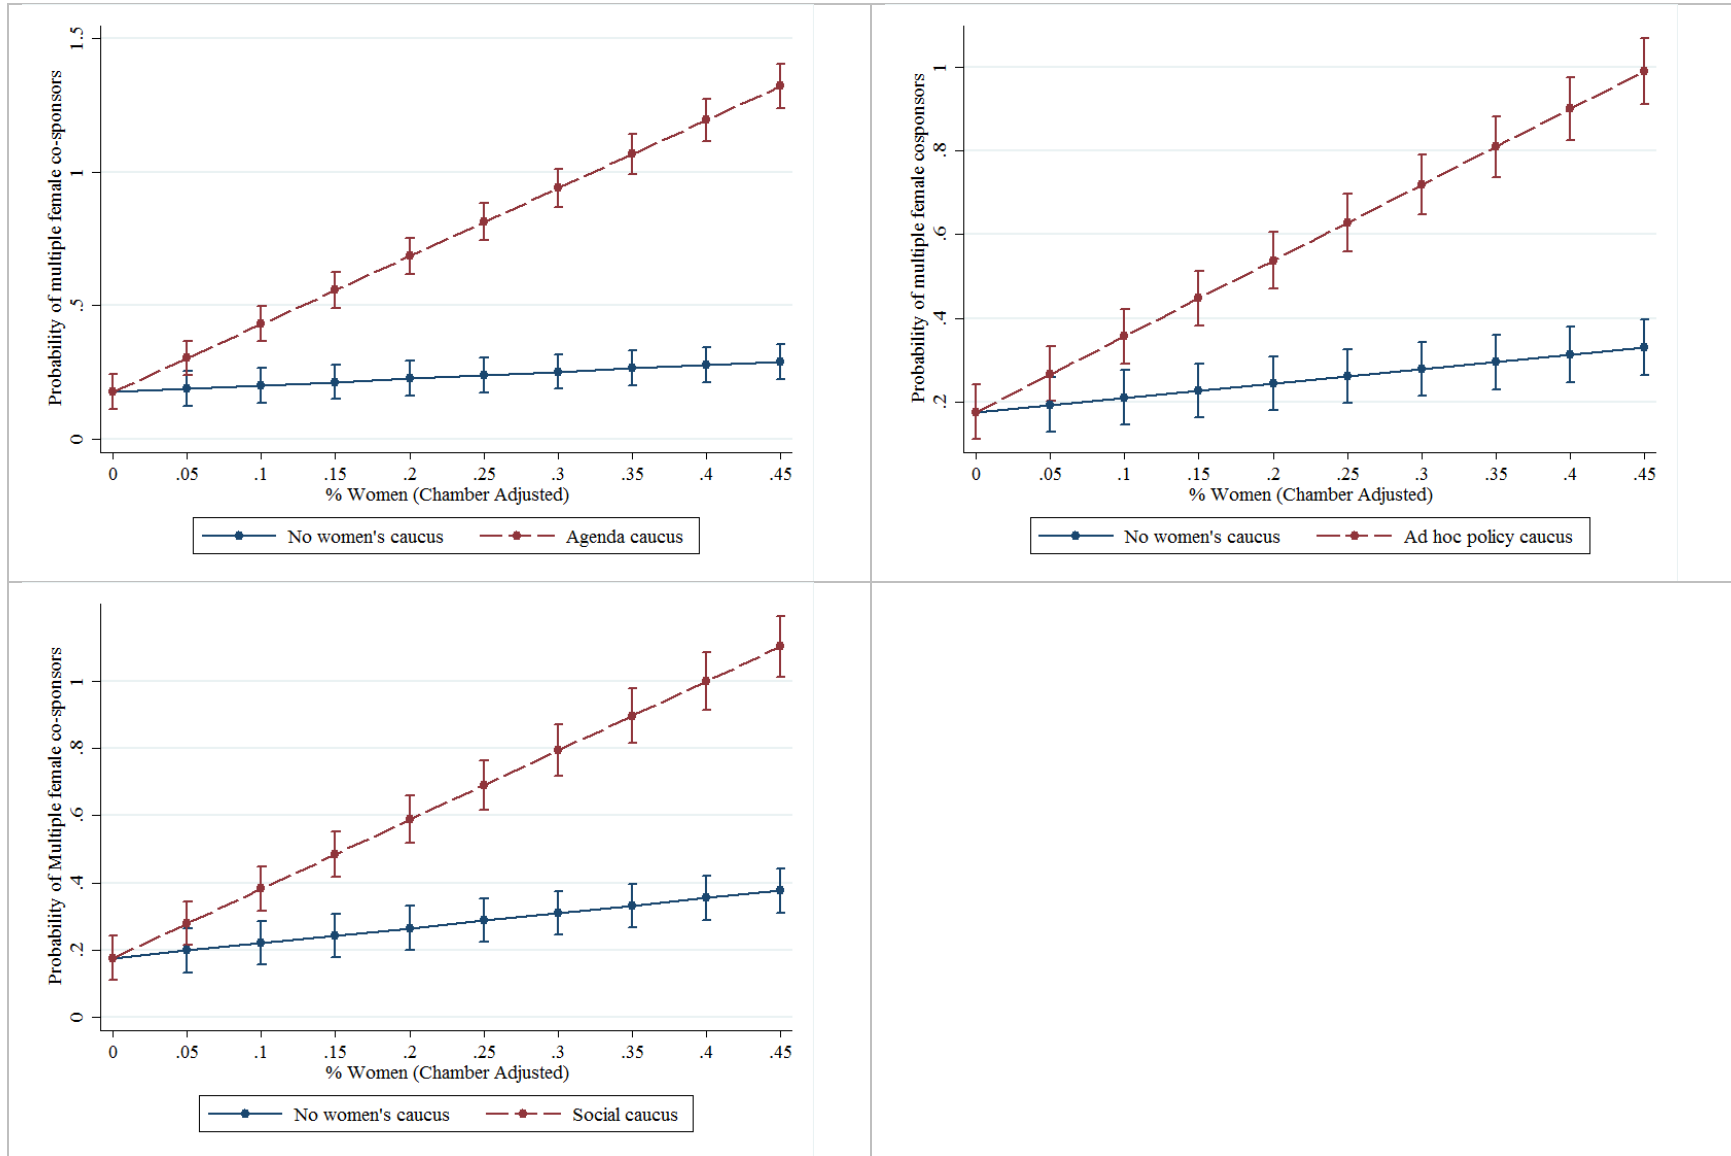 Probability of multiple female co-sponsors
1.5
1
.5
0
0 .05 .1 .15 .2 .25 .3 .35 .4 .45
% Women (Chamber Adjusted)
No women's caucus Agenda caucus
Probability of multiple female cosponsors
1
.8
.6
.4
.2
0 .05 .1 .15 .2 .25 .3 .35 .4 .45
% Women (Chamber Adjusted)
No women's caucus Ad hoc policy caucus
Probability of Multiple female co-sponsors
1
.8
.6
.4
.2
0
0 .05 .1 .15 .2 .25 .3 .35 .4 .45
% Women (Chamber Adjusted)
No women's caucus Social caucus